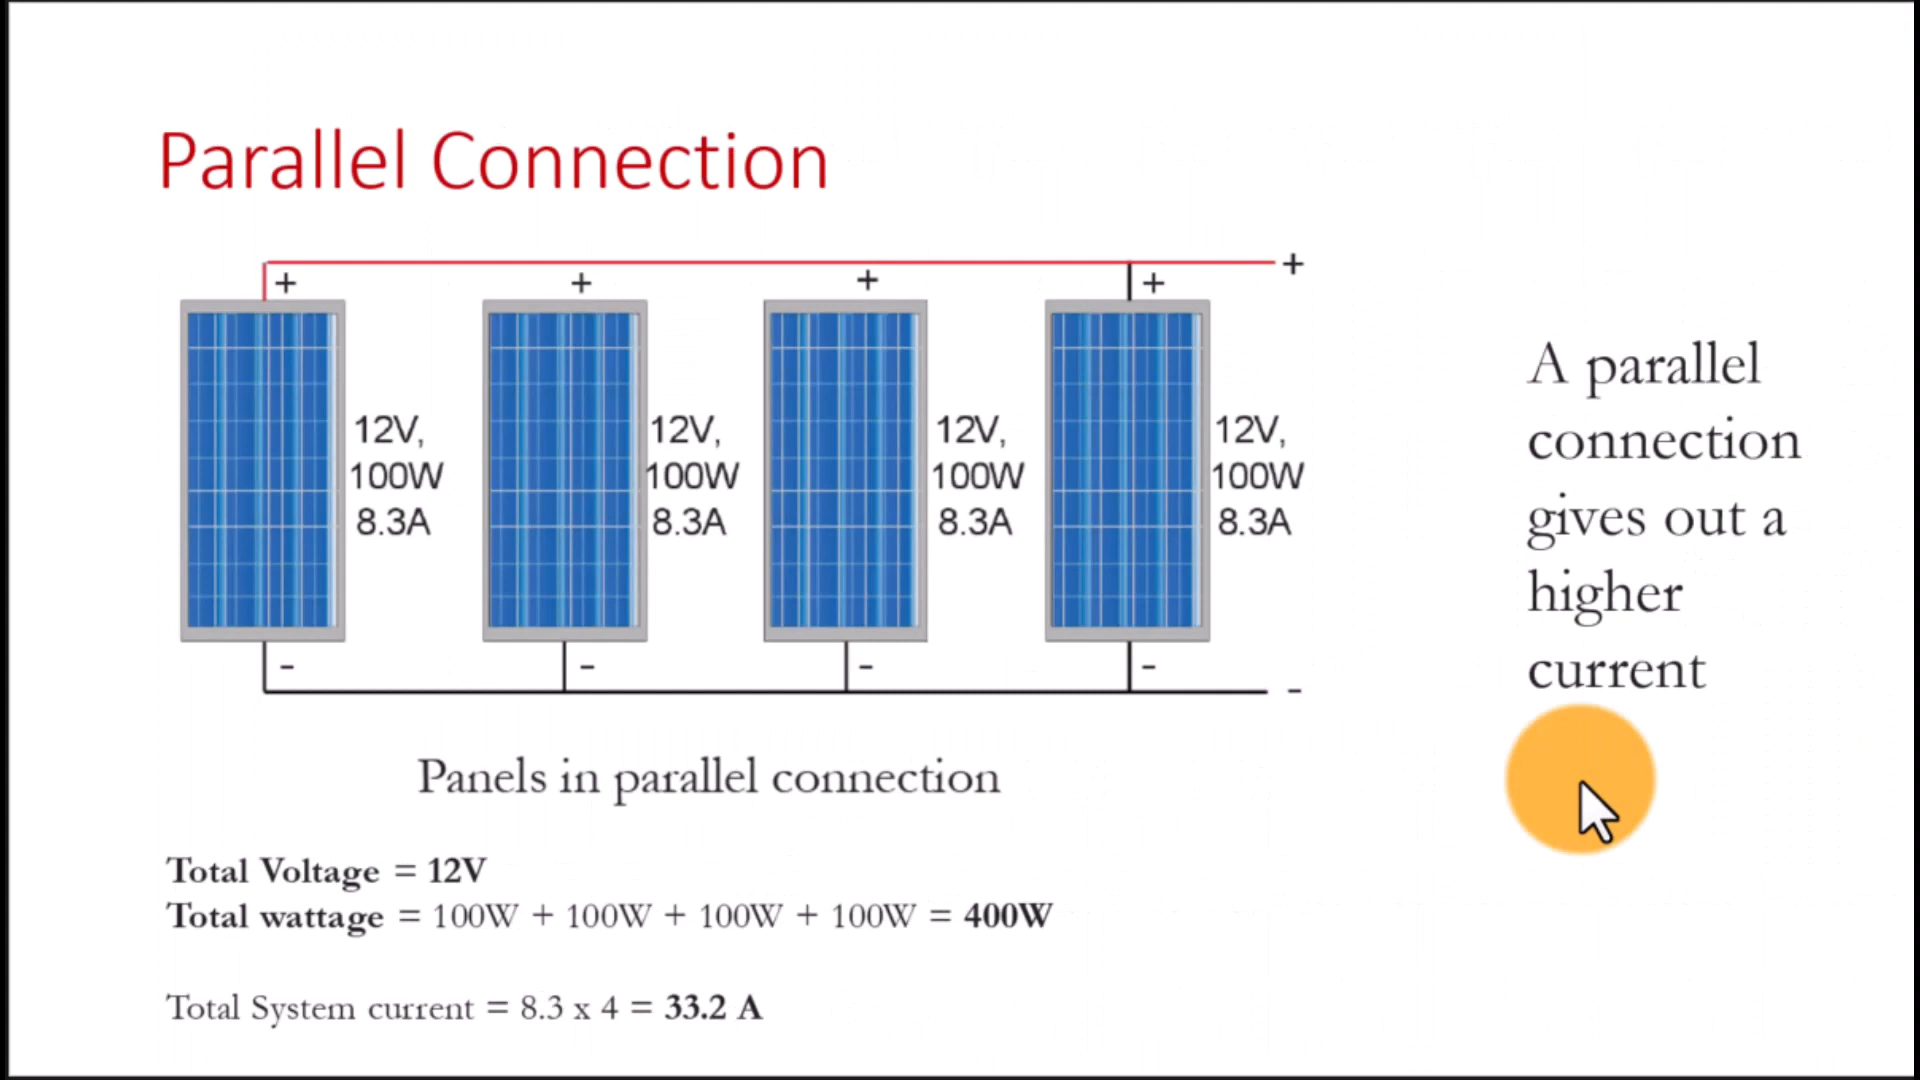 Parallel Connection
+
+ + + +
12V, 12V, 12V, 12V,
100W 100W 100W 100W
8.3A 8.3A 8.3A 8.3A
- - - -
-
A parallel
connection
gives out a
higher
current
Panels in parallel connection
Total Voltage = 12V
Total wattage = 100W + 100W + 100W + 100W = 400W
Total System current = 8.3 x 4 = 33.2 A